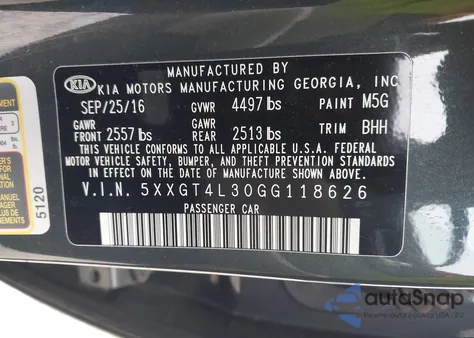 MANUFACTURED BY
KIA KIA MOTORS MANUFACTURING GEORGIA, INC
SEP/25/16 GVWR 4497 lbs PAINT M5G
GAWR GAWR
FRONT 2557 lbs REAR 2513 lbs TRIM BHH
THIS VEHICLE CONFORMS TO ALL U.S.A. FEDERAL
MOTOR VEHICLE SAFETY, BUMPER, AND THEFT PREVENTION STANDARDS
IN EFFECT ON THE DATE OF MANUFACTURE SHOWN ABOVE.
V.I.N. 5XXGT4L30GG118626
PASSENGER CAR
5120
autoSnap